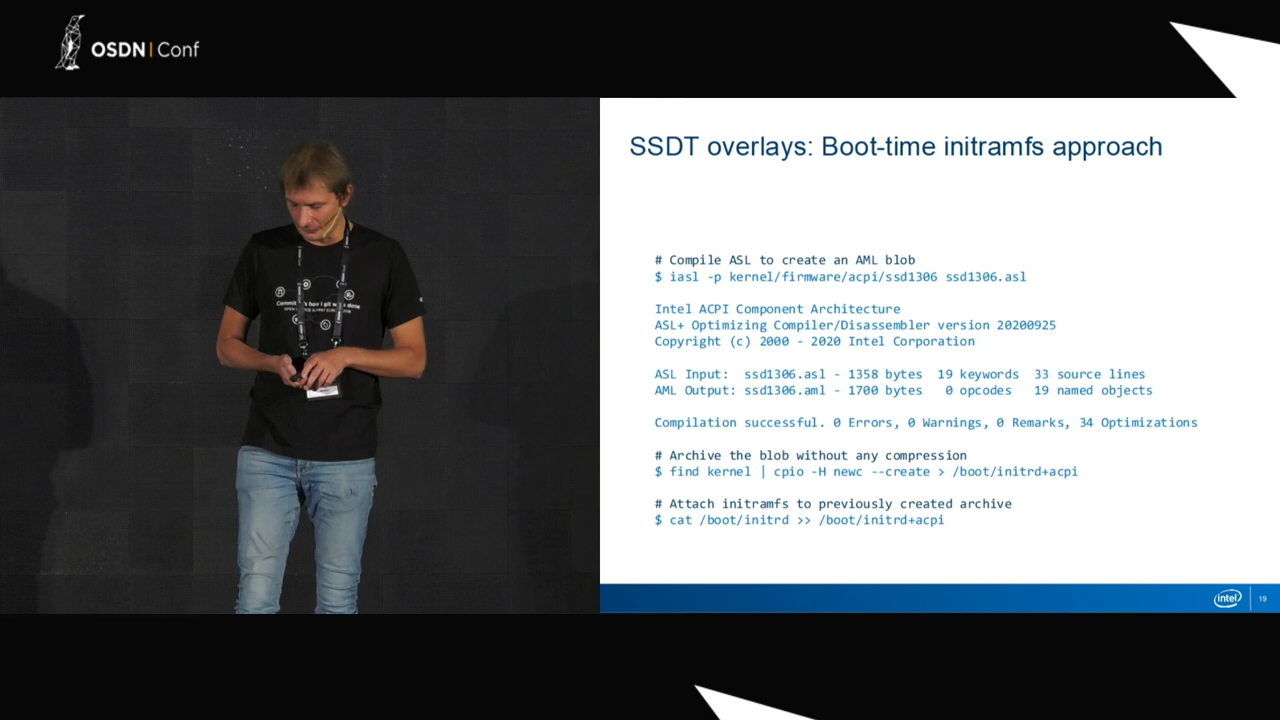 OSDN | Conf
Commit
how I git
done
SSDT overlays: Boot-time initramfs approach
# Compile ASL to create an AML blob
$ iasl -p kernel/firmware/acpi/ssd1306 ssd1306.asl
Intel ACPI Component Architecture
ASL+ Optimizing Compiler/Disassembler version 20200925
Copyright (c) 2000 - 2020 Intel Corporation
ASL Input:  ssd1306.asl - 1358 bytes  19 keywords  33 source lines
AML Output: ssd1306.aml - 1700 bytes   0 opcodes   19 named objects
Compilation successful. 0 Errors, 0 Warnings, 0 Remarks, 34 Optimizations
# Archive the blob without any compression
$ find kernel | cpio -H newc --create > /boot/initrd+acpi
# Attach initramfs to previously created archive
$ cat /boot/initrd >> /boot/initrd+acpi
intel
19